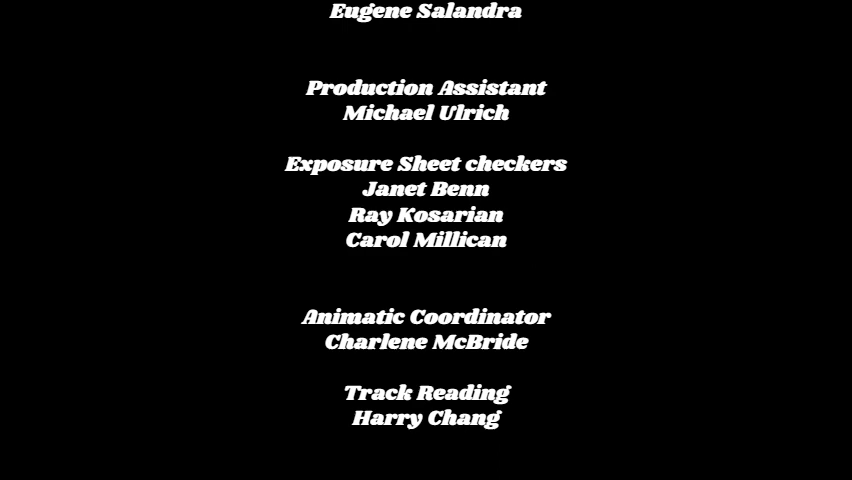 Eugene Salandra
Production Assistant
Michael Ulrich
Exposure Sheet checkers
Janet Benn
Ray Kosarian
Carol Millican
Animatic Coordinator
Charlene McBride
Track Reading
Harry Chang